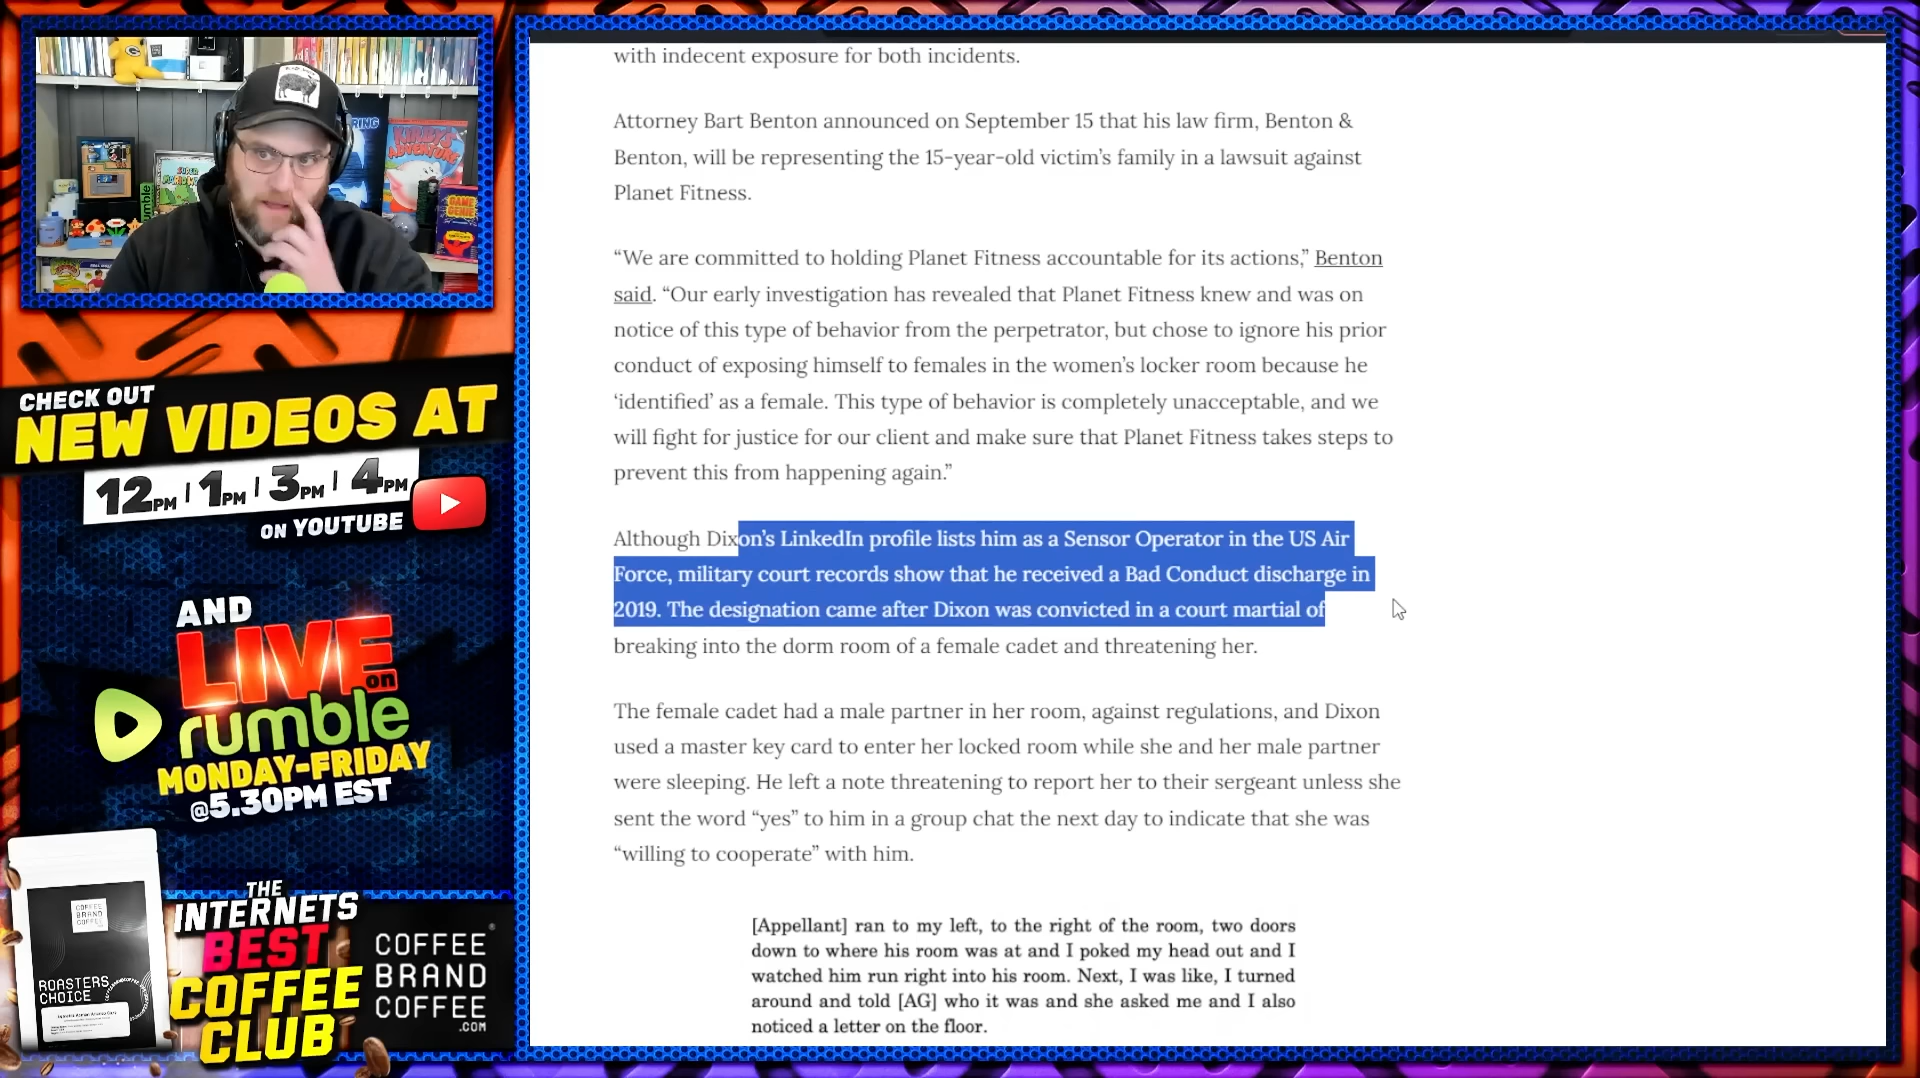 with indecent exposure for both incidents.
Attorney Bart Benton announced on September 15 that his law firm, Benton &
Benton, will be representing the 15-year-old victim’s family in a lawsuit against
Planet Fitness.
“We are committed to holding Planet Fitness accountable for its actions,” Benton
said. “Our early investigation has revealed that Planet Fitness knew and was on
notice of this type of behavior from the perpetrator, but chose to ignore his prior
conduct of exposing himself to females in the women’s locker room because he
‘identified’ as a female. This type of behavior is completely unacceptable, and we
will fight for justice for our client and make sure that Planet Fitness takes steps to
prevent this from happening again.”
Although Dixon’s LinkedIn profile lists him as a Sensor Operator in the US Air
Force, military court records show that he received a Bad Conduct discharge in
2019. The designation came after Dixon was convicted in a court martial of
breaking into the dorm room of a female cadet and threatening her.
The female cadet had a male partner in her room, against regulations, and Dixon
used a master key card to enter her locked room while she and her male partner
were sleeping. He left a note threatening to report her to their sergeant unless she
sent the word “yes” to him in a group chat the next day to indicate that she was
“willing to cooperate” with him.
[Appellant] ran to my left, to the right of the room, two doors
down to where his room was at and I poked my head out and I
watched him run right into his room. Next, I was like, I turned
around and told [AG] who it was and she asked me and I also
noticed a letter on the floor.
KIRBY'S
ADVENTURE
SUPER
GAME
GENIE
CHECK OUT
NEW VIDEOS AT
12PM | 1PM | 3PM | 4PM
ON YOUTUBE
AND
LIVE on
rumble
MONDAY-FRIDAY
@5.30PM EST
THE
INTERNETS
BEST
COFFEE
CLUB
COFFEE
BRAND
COFFEE
.COM
COFFEE
BRAND
COFFEE
ROASTERS
CHOICE